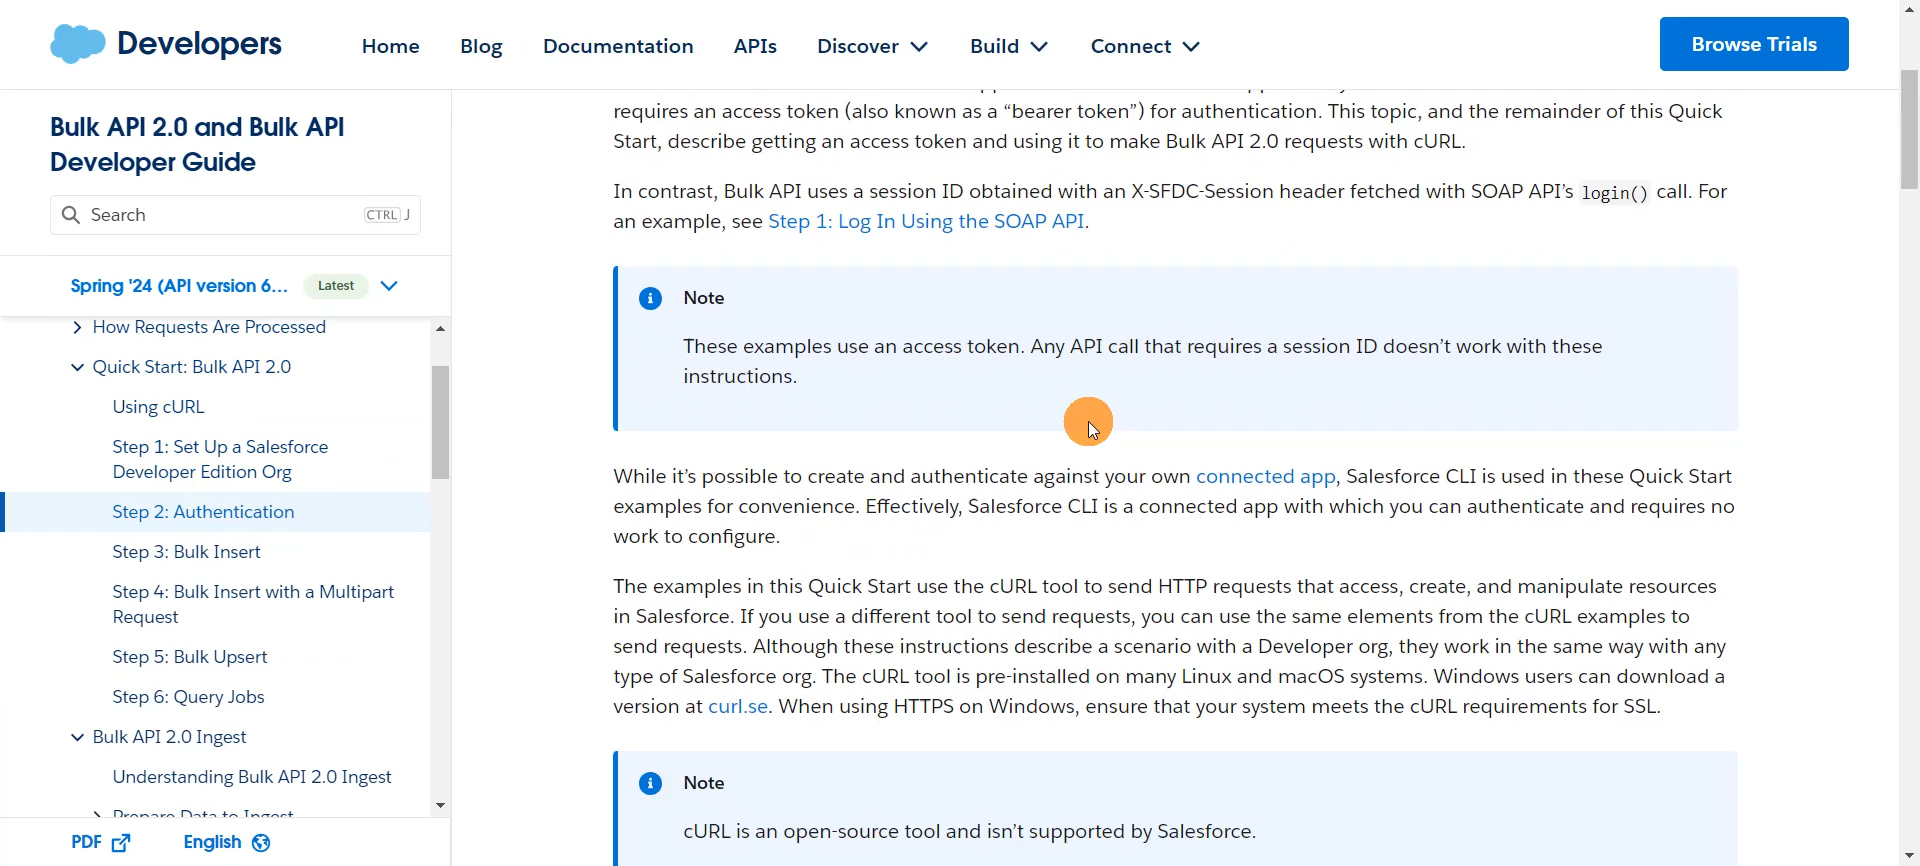 Developers
Home
Blog
Documentation
APIs
Discover
Build
Connect
Browse Trials
Bulk API 2.0 and Bulk API
Developer Guide
Search
CTRL J
Spring '24 (API version 6...
Latest
How Requests Are Processed
Quick Start: Bulk API 2.0
Using cURL
Step 1: Set Up a Salesforce
Developer Edition Org
Step 2: Authentication
Step 3: Bulk Insert
Step 4: Bulk Insert with a Multipart
Request
Step 5: Bulk Upsert
Step 6: Query Jobs
Bulk API 2.0 Ingest
Understanding Bulk API 2.0 Ingest
Prepare Data to Ingest
PDF
English
requires an access token (also known as a “bearer token”) for authentication. This topic, and the remainder of this Quick
Start, describe getting an access token and using it to make Bulk API 2.0 requests with cURL.
In contrast, Bulk API uses a session ID obtained with an X-SFDC-Session header fetched with SOAP API’s login() call. For
an example, see Step 1: Log In Using the SOAP API.
Note
These examples use an access token. Any API call that requires a session ID doesn’t work with these
instructions.
While it’s possible to create and authenticate against your own connected app, Salesforce CLI is used in these Quick Start
examples for convenience. Effectively, Salesforce CLI is a connected app with which you can authenticate and requires no
work to configure.
The examples in this Quick Start use the cURL tool to send HTTP requests that access, create, and manipulate resources
in Salesforce. If you use a different tool to send requests, you can use the same elements from the cURL examples to
send requests. Although these instructions describe a scenario with a Developer org, they work in the same way with any
type of Salesforce org. The cURL tool is pre-installed on many Linux and macOS systems. Windows users can download a
version at curl.se. When using HTTPS on Windows, ensure that your system meets the cURL requirements for SSL.
Note
cURL is an open-source tool and isn’t supported by Salesforce.